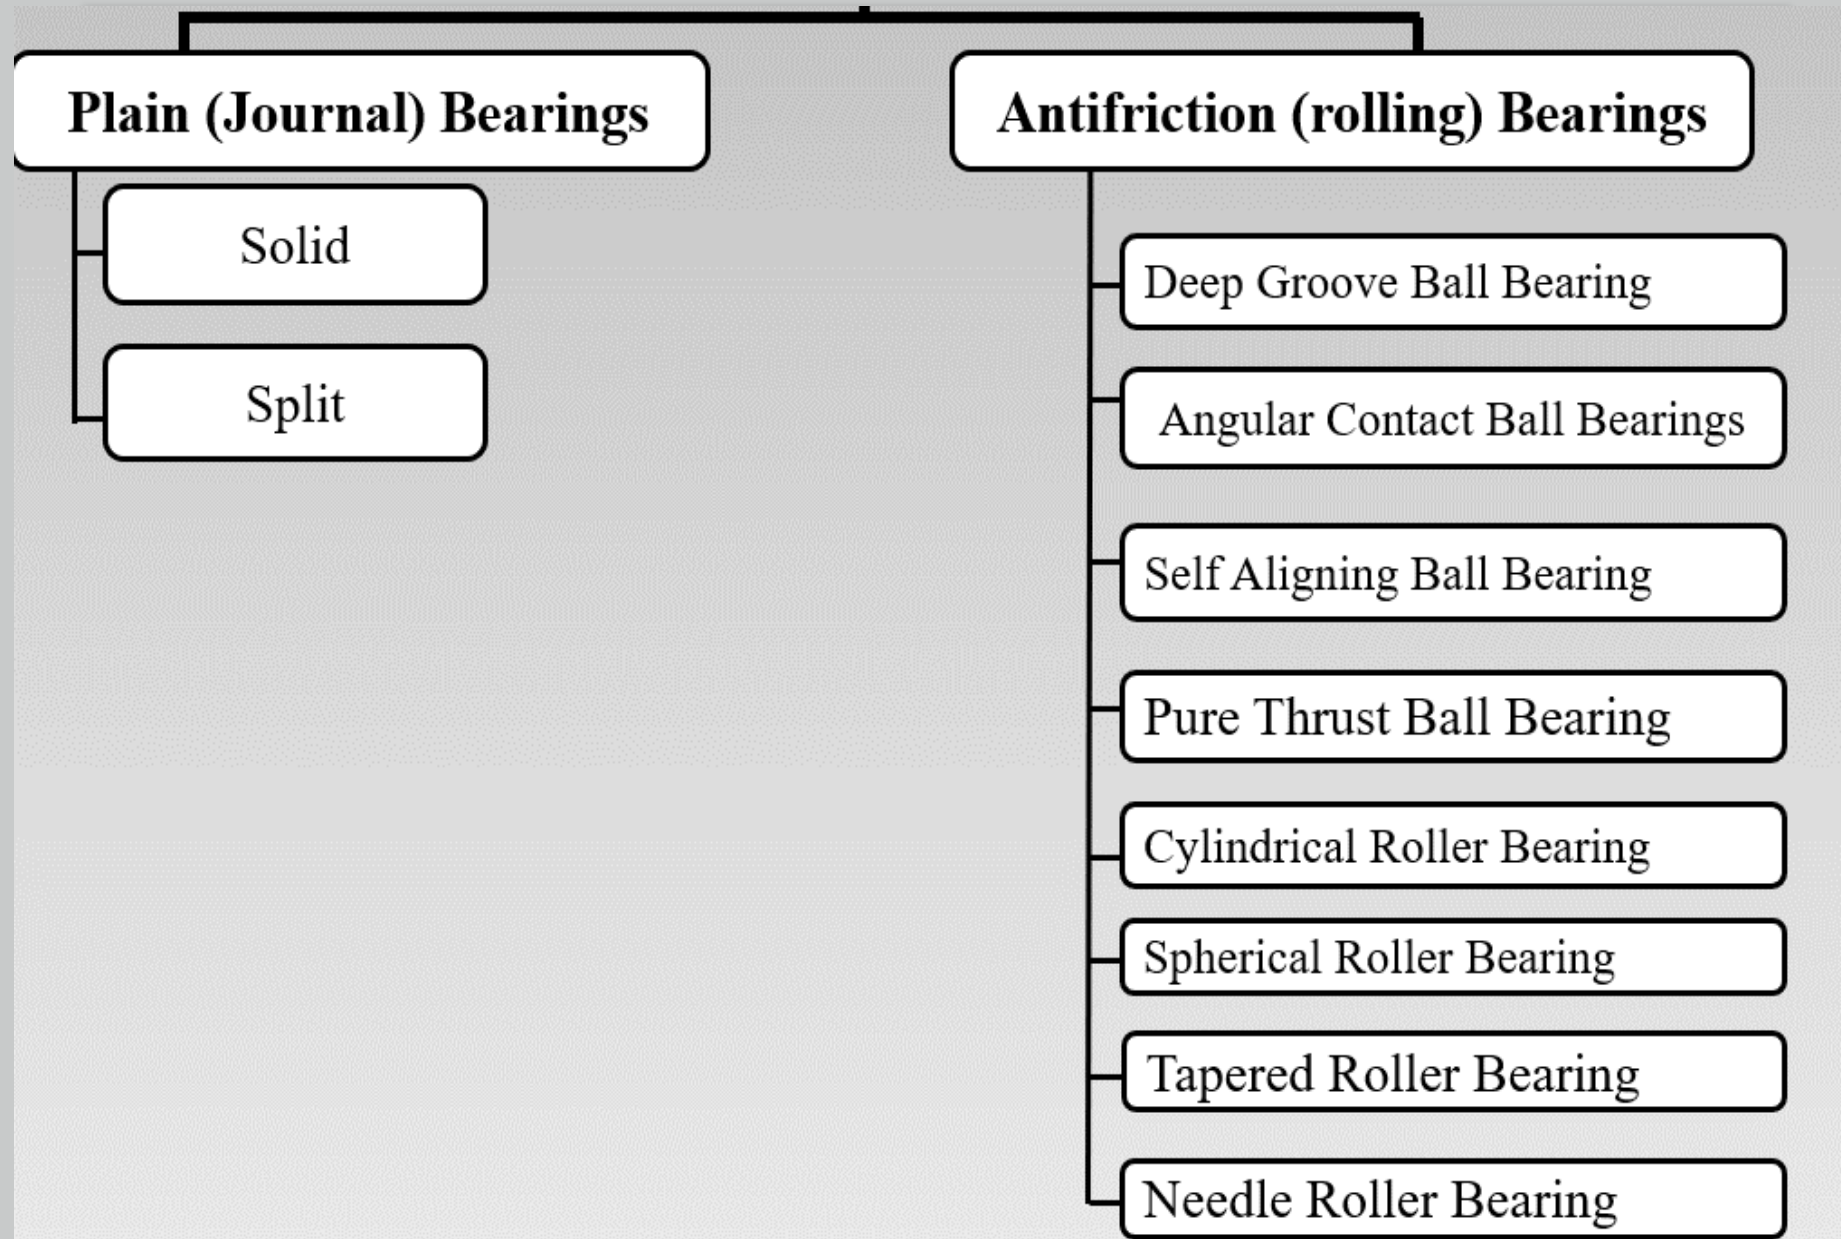 Plain (Journal) Bearings
Solid
Split
Antifriction (rolling) Bearings
Deep Groove Ball Bearing
Angular Contact Ball Bearings
Self Aligning Ball Bearing
Pure Thrust Ball Bearing
Cylindrical Roller Bearing
Spherical Roller Bearing
Tapered Roller Bearing
Needle Roller Bearing